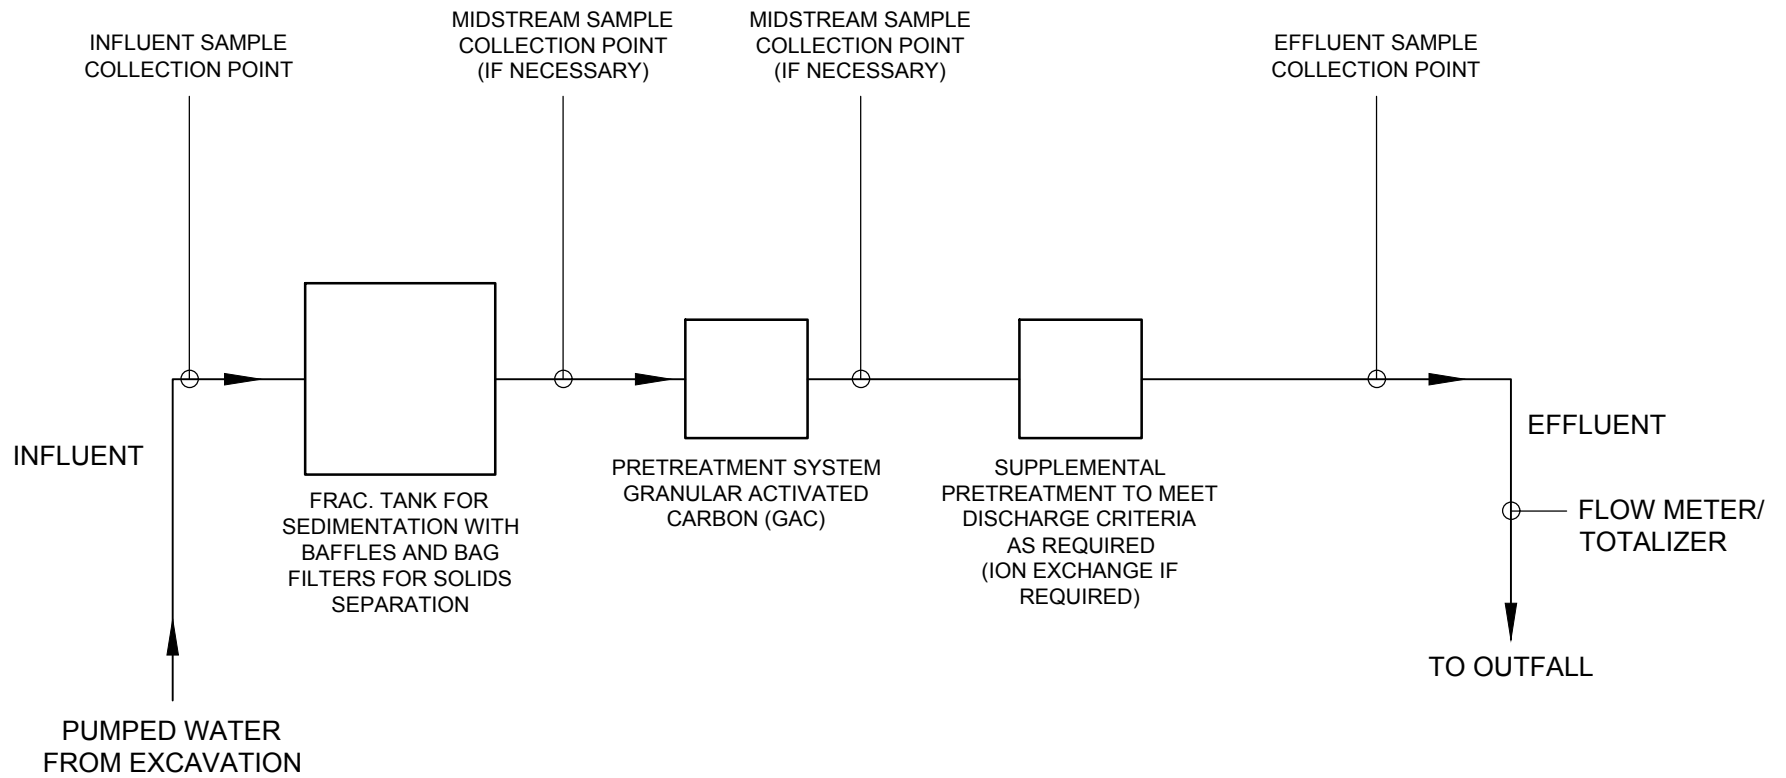 INFLUENT SAMPLE
COLLECTION POINT
MIDSTREAM SAMPLE
COLLECTION POINT
(IF NECESSARY)
MIDSTREAM SAMPLE
COLLECTION POINT
(IF NECESSARY)
EFFLUENT SAMPLE
COLLECTION POINT
INFLUENT
FRAC. TANK FOR
SEDIMENTATION WITH
BAFFLES AND BAG
FILTERS FOR SOLIDS
SEPARATION
PRETREATMENT SYSTEM
GRANULAR ACTIVATED
CARBON (GAC)
SUPPLEMENTAL
PRETREATMENT TO MEET
DISCHARGE CRITERIA
AS REQUIRED
(ION EXCHANGE IF
REQUIRED)
EFFLUENT
FLOW METER/
TOTALIZER
TO OUTFALL
PUMPED WATER
FROM EXCAVATION